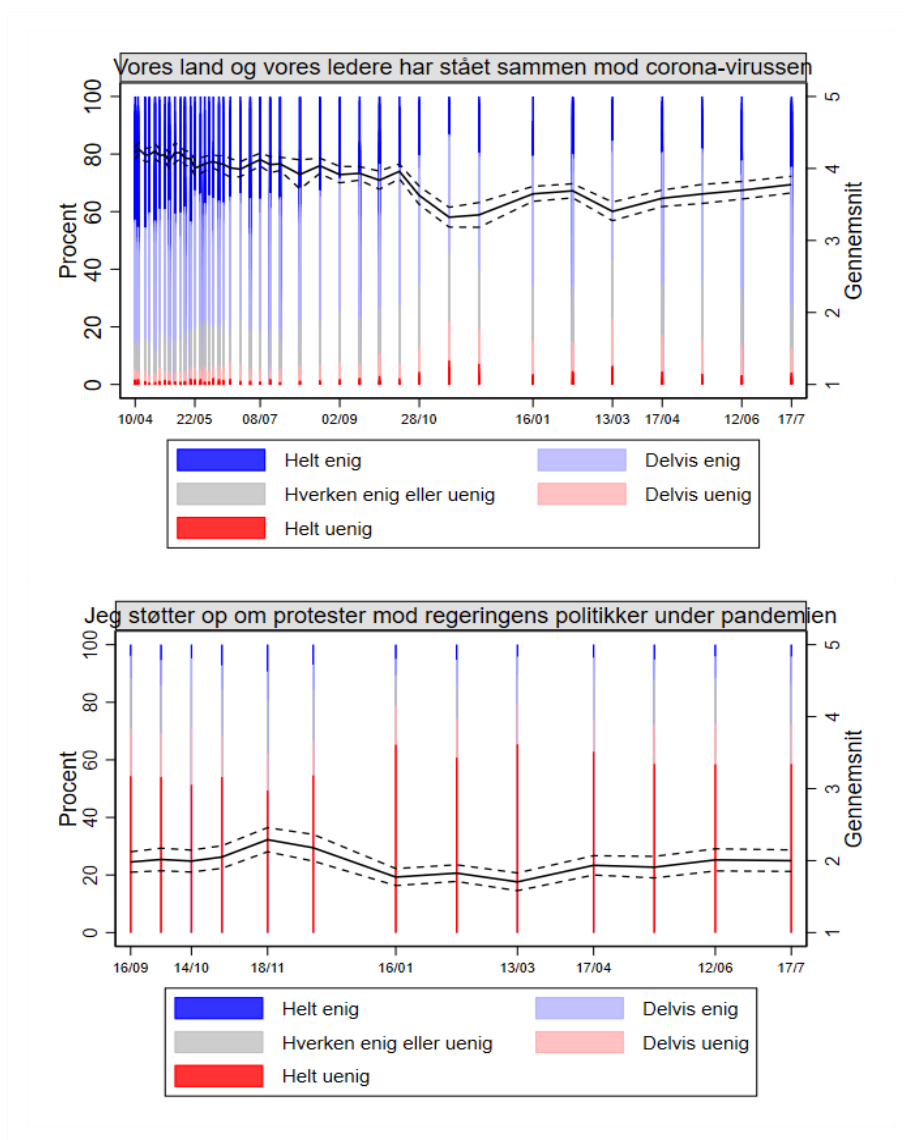 Vores land og vores ledere har stået sammen mod corona-virussen
100
80
60
40
20
0
Procent
5
4
3
2
1
Gennemsnit
10/04 22/05 08/07 02/09 28/10 16/01 13/03 17/04 12/06 17/7
Helt enig Delvis enig
Hverken enig eller uenig Delvis uenig
Helt uenig
Jeg støtter op om protester mod regeringens politikker under pandemien
100
80
60
40
20
0
Procent
5
4
3
2
1
Gennemsnit
16/09 14/10 18/11 16/01 13/03 17/04 12/06 17/7
Helt enig Delvis enig
Hverken enig eller uenig Delvis uenig
Helt uenig